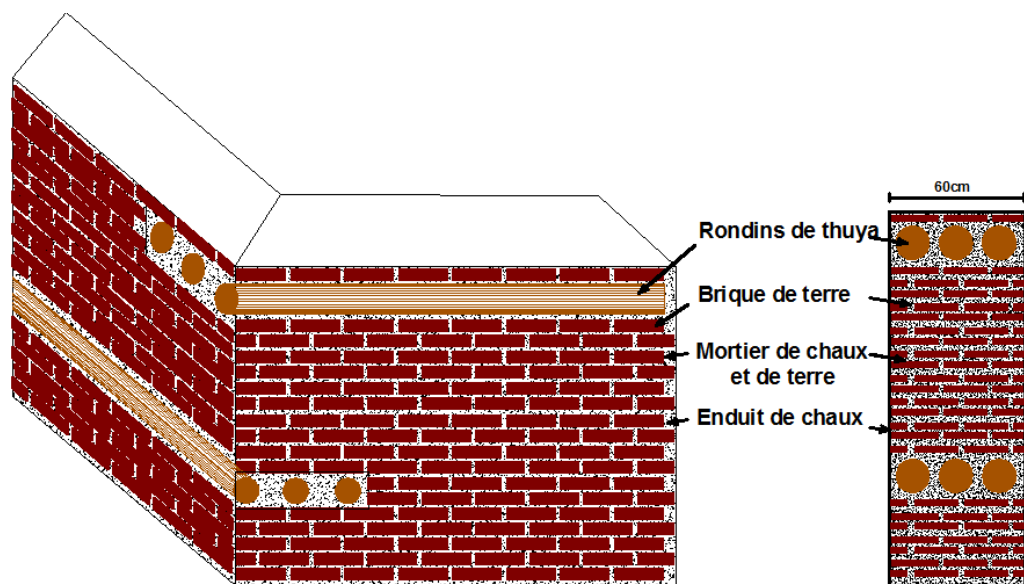 60cm
Rondins de thuya
Brique de terre
Mortier de chaux
et de terre
Enduit de chaux